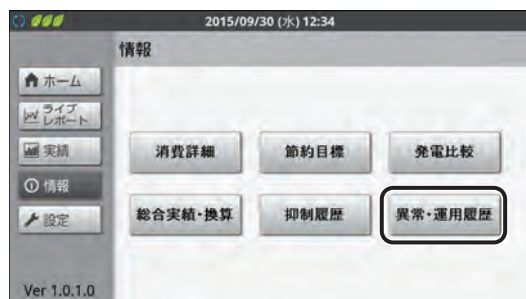 2015/09/30 (水) 12:34
情報
ホーム
ライブ
レポート
実績
情報
設定
消費詳細
節約目標
発電比較
総合実績・換算
抑制履歴
異常・運用履歴
Ver 1.0.1.0